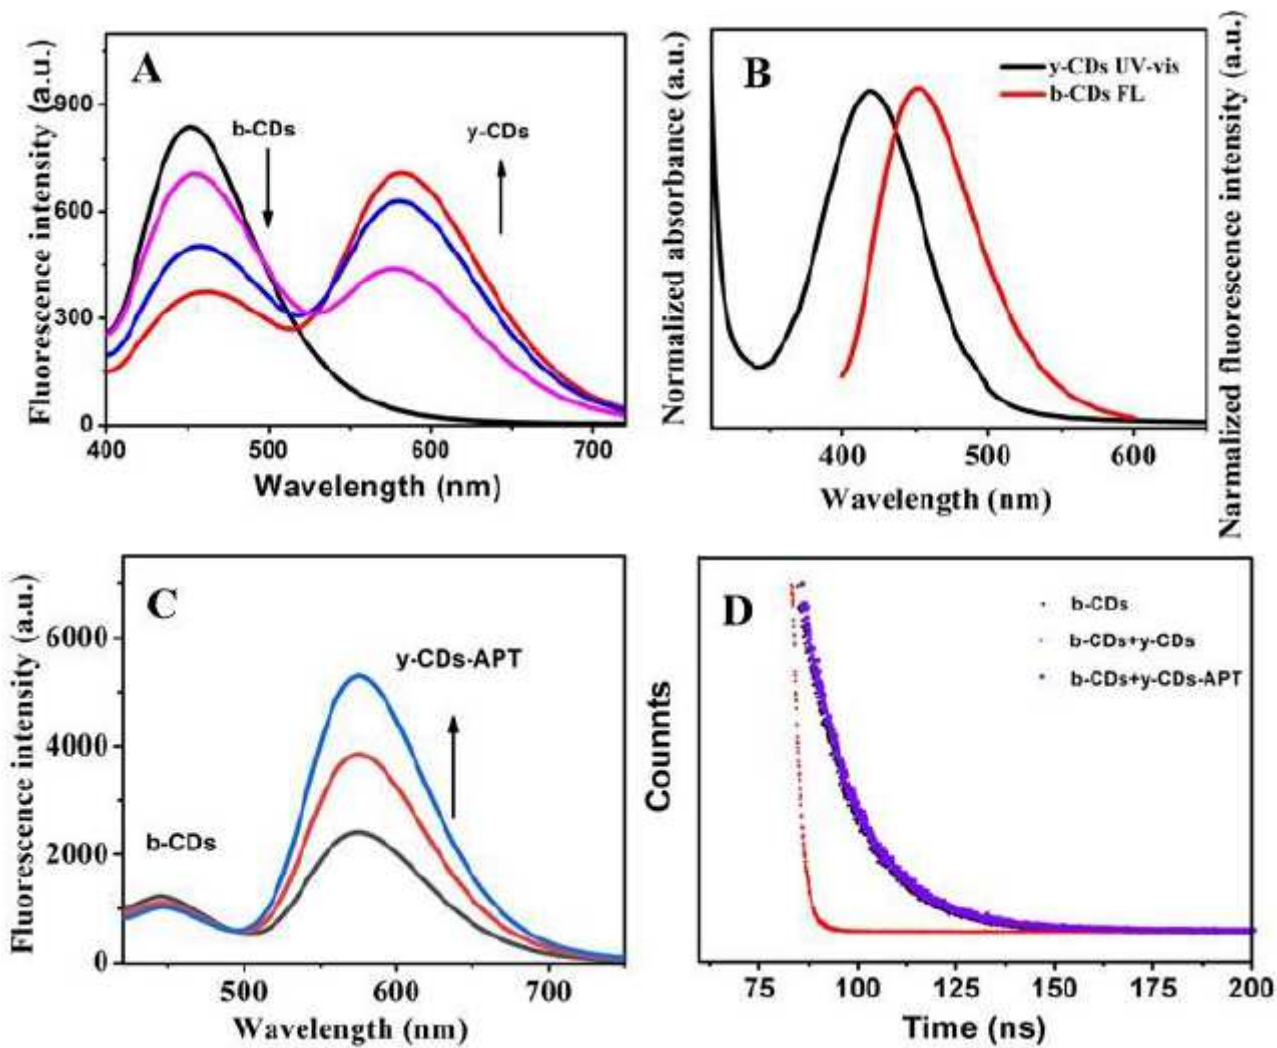 A
Fluorescence intensity (a.u.)
900
600
300
0
b-CDs
y-CDs
400 500 600 700
Wavelength (nm)
B
Normalized absorbance (a.u.)
y-CDs UV-vis
b-CDs FL
Narmalized fluorescence intensity (a.u.)
400 500 600
Wavelength (nm)
C
Fluorescence intensity (a.u.)
6000
4000
2000
0
y-CDs-APT
b-CDs
500 600 700
Wavelength (nm)
D
Counnts
b-CDs
b-CDs+y-CDs
b-CDs+y-CDs-APT
75 100 125 150 175 200
Time (ns)